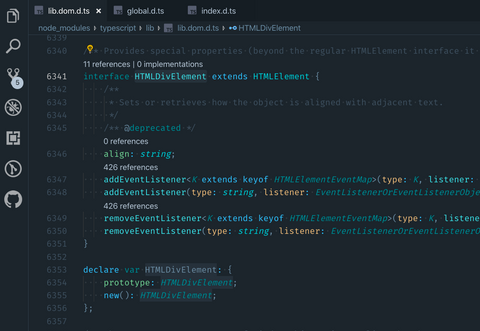 lib.dom.d.ts
global.d.ts
index.d.ts
node_modules › typescript › lib › lib.dom.d.ts › HTMLDivElement
6339
6340 * Provides special properties (beyond the regular HTMLElement interface it
11 references | 0 implementations
6341 interface HTMLDivElement extends HTMLElement {
6342 /**
6343 * Sets or retrieves how the object is aligned with adjacent text.
6344 */
6345 /** @deprecated */
0 references
6346 align: string;
426 references
6347 addEventListener<K extends keyof HTMLElementEventMap>(type: K, listener:
6348 addEventListener(type: string, listener: EventListenerOrEventListenerObje
426 references
6349 removeEventListener<K extends keyof HTMLElementEventMap>(type: K, listene
6350 removeEventListener(type: string, listener: EventListenerOrEventListenerO
6351 }
6352
6353 declare var HTMLDivElement: {
6354 prototype: HTMLDivElement;
6355 new(): HTMLDivElement;
6356 };
6357
5